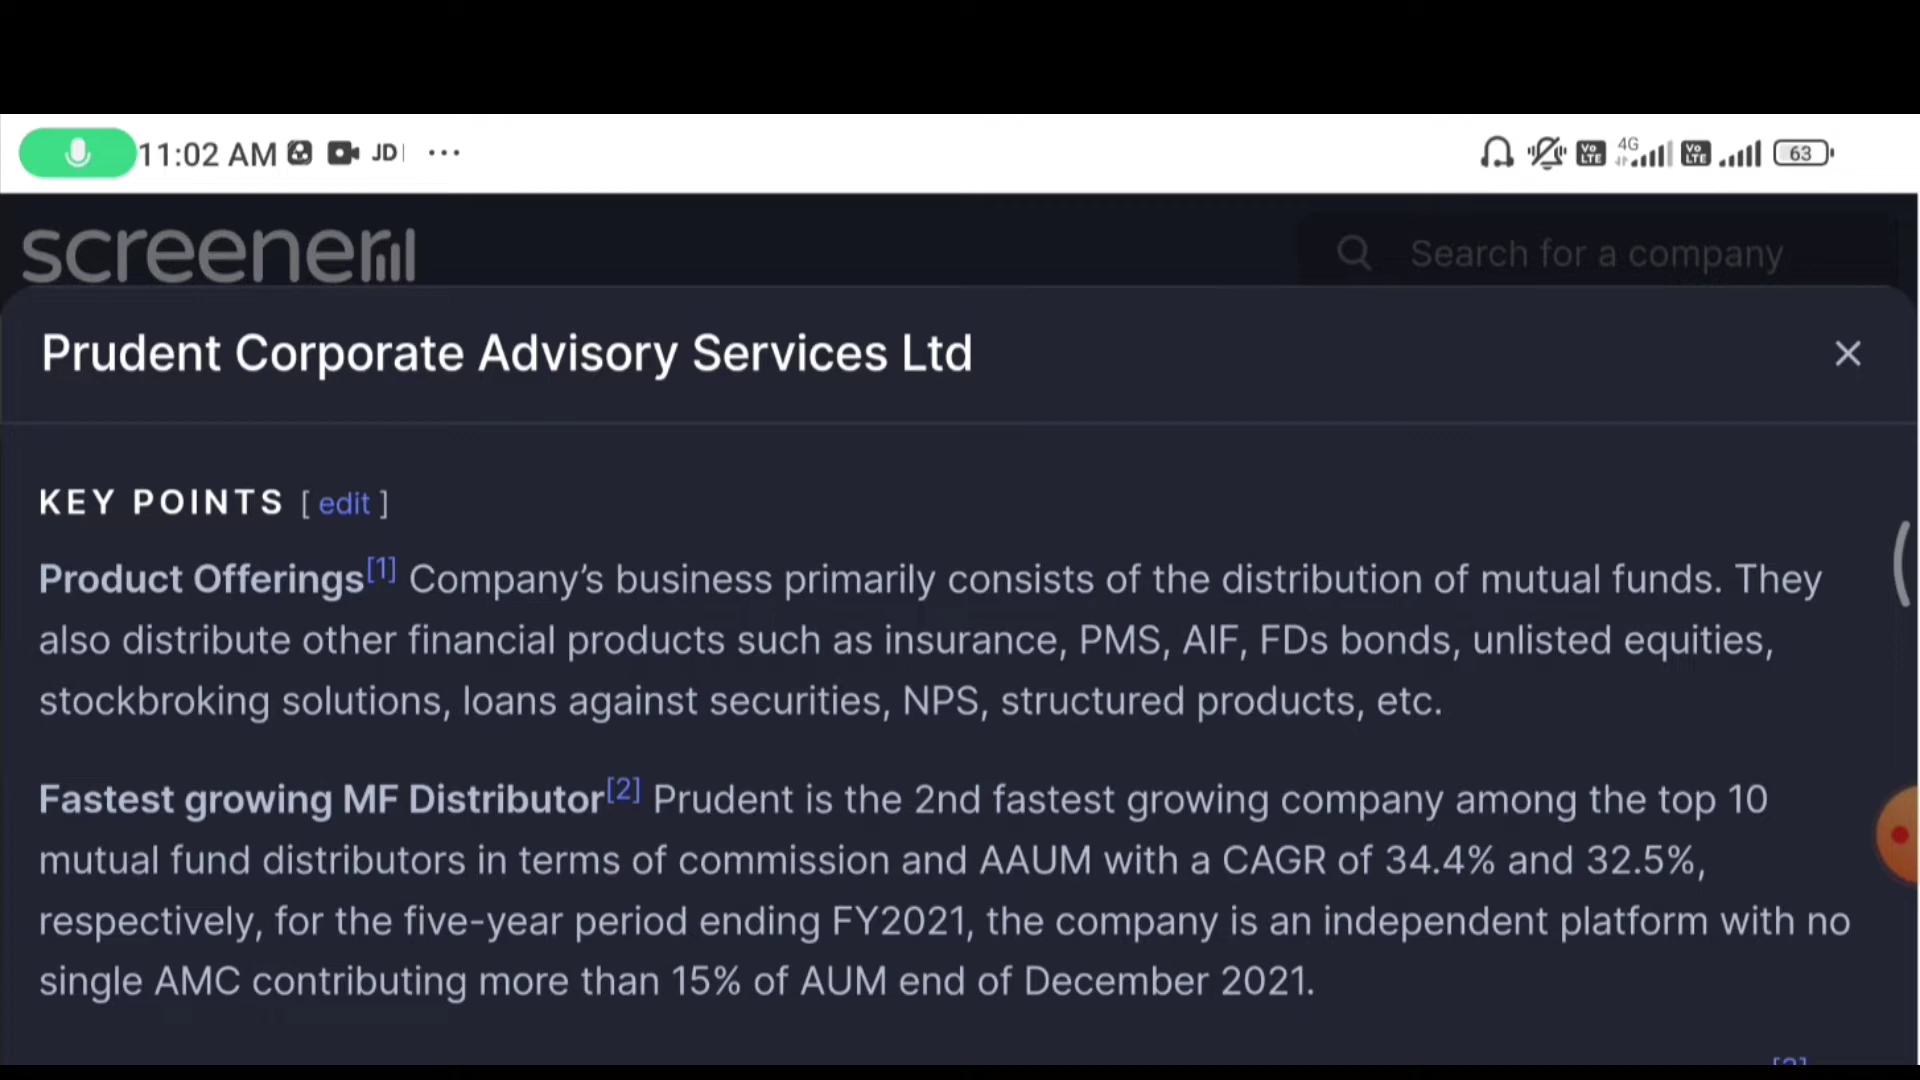 11:02 AM JD ...
4G
Vo LTE
Vo LTE
63
screener
Search for a company
Prudent Corporate Advisory Services Ltd
KEY POINTS [ edit ]
Product Offerings[1] Company’s business primarily consists of the distribution of mutual funds. They
also distribute other financial products such as insurance, PMS, AIF, FDs bonds, unlisted equities,
stockbroking solutions, loans against securities, NPS, structured products, etc.
Fastest growing MF Distributor[2] Prudent is the 2nd fastest growing company among the top 10
mutual fund distributors in terms of commission and AAUM with a CAGR of 34.4% and 32.5%,
respectively, for the five-year period ending FY2021, the company is an independent platform with no
single AMC contributing more than 15% of AUM end of December 2021.